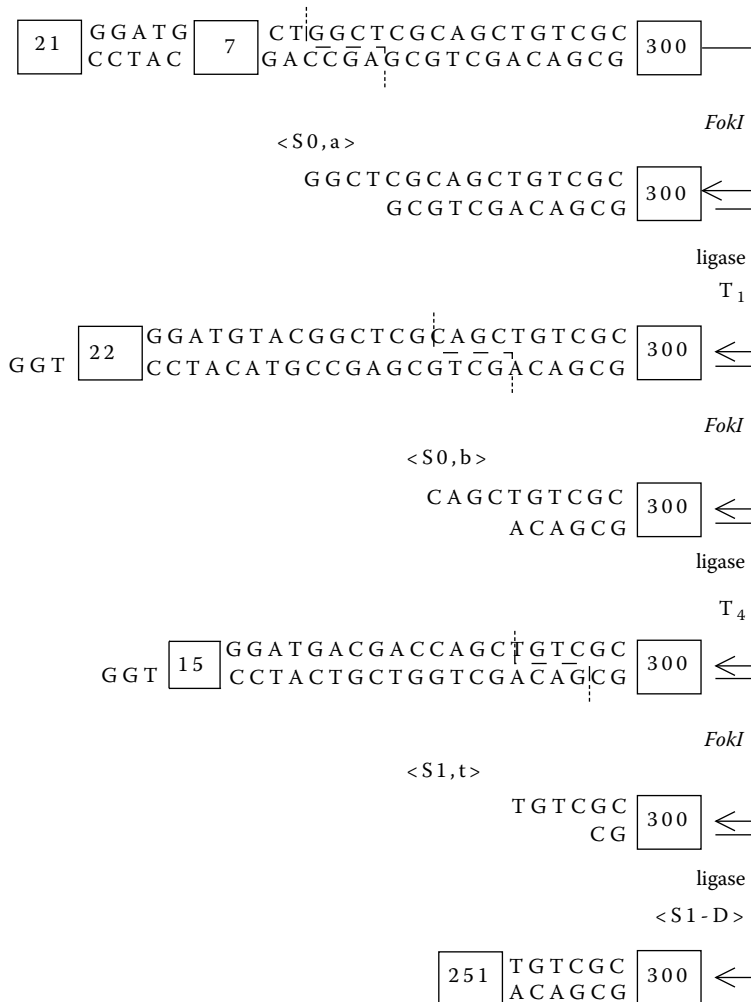 21 GGATG 7 CTGGCTCGCAGCTGTCGC 300
CCTAC GACCGAGCGTCGACAGCG
FokI
<S0,a>
GGCTCGCAGCTGTCGC 300
GCGTCGACAGCG
ligase
T1
GGATGTACGGCTCGCAGCTGTCGC 300
GGT 22 CCTACATGCCGAGCGTCGACAGCG
FokI
<S0,b>
CAGCTGTCGC 300
ACAGCG
ligase
T4
GGATGACGACCAGCTGTCGC 300
GGT 15 CCTACTGCTGGTCGACAGCG
FokI
<S1,t>
TGTCGC 300
CG
ligase
<S1-D>
251 TGTCGC 300
ACAGCG